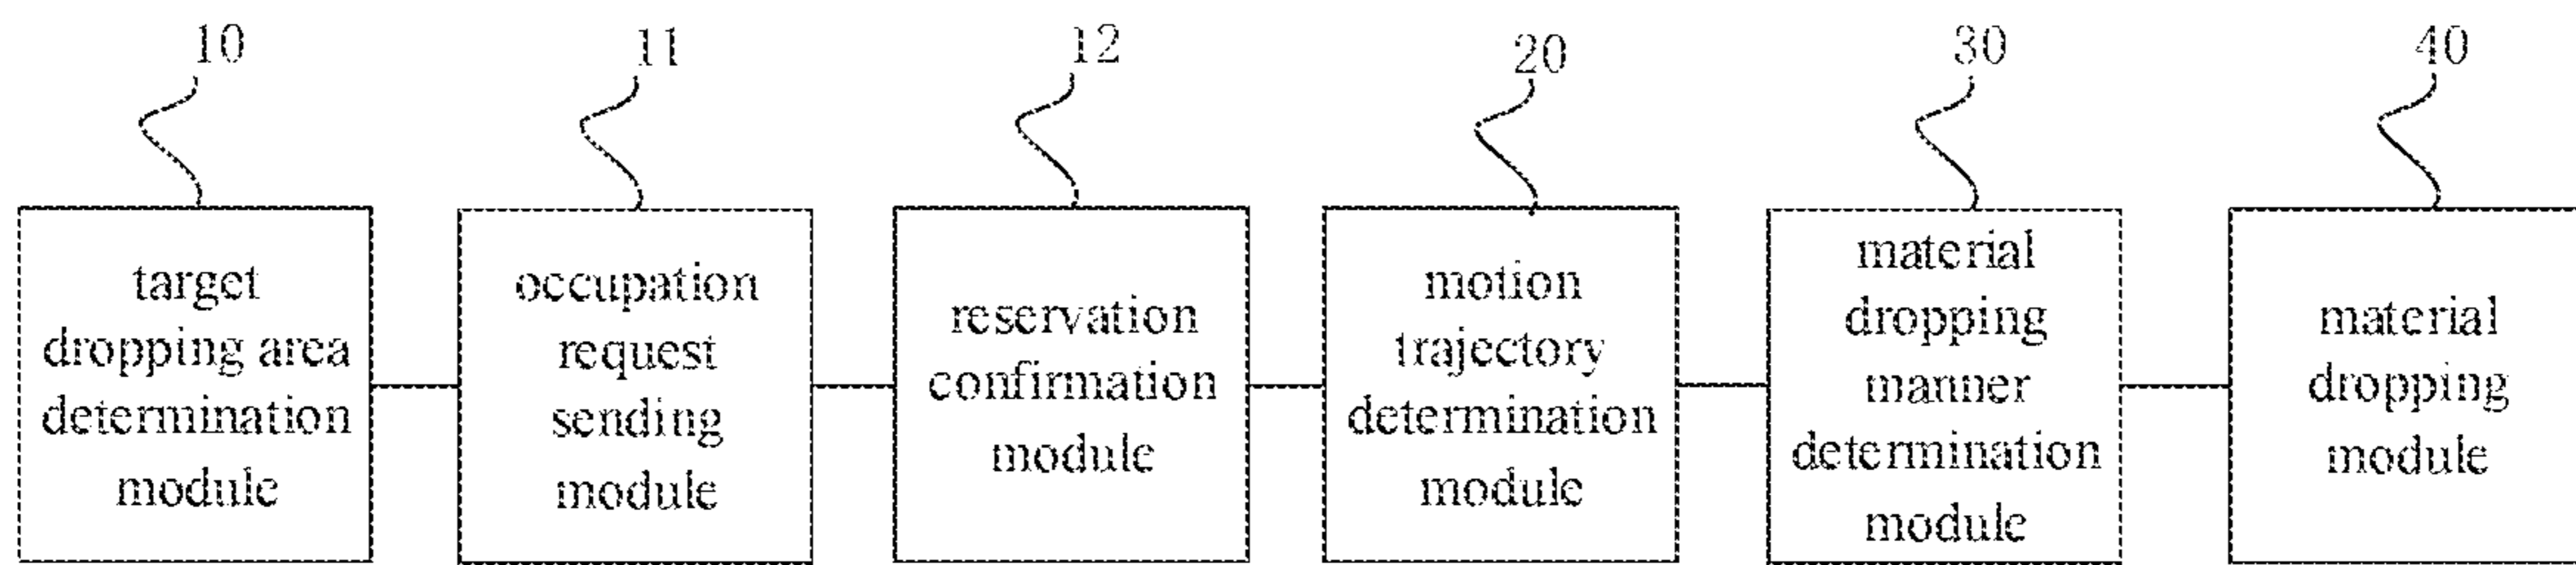 10
11
12
20
30
40
target
dropping area
determination
module
occupation
request
sending
module
reservation
confirmation
module
motion
trajectory
determination
module
material
dropping
manner
determination
module
material
dropping
module